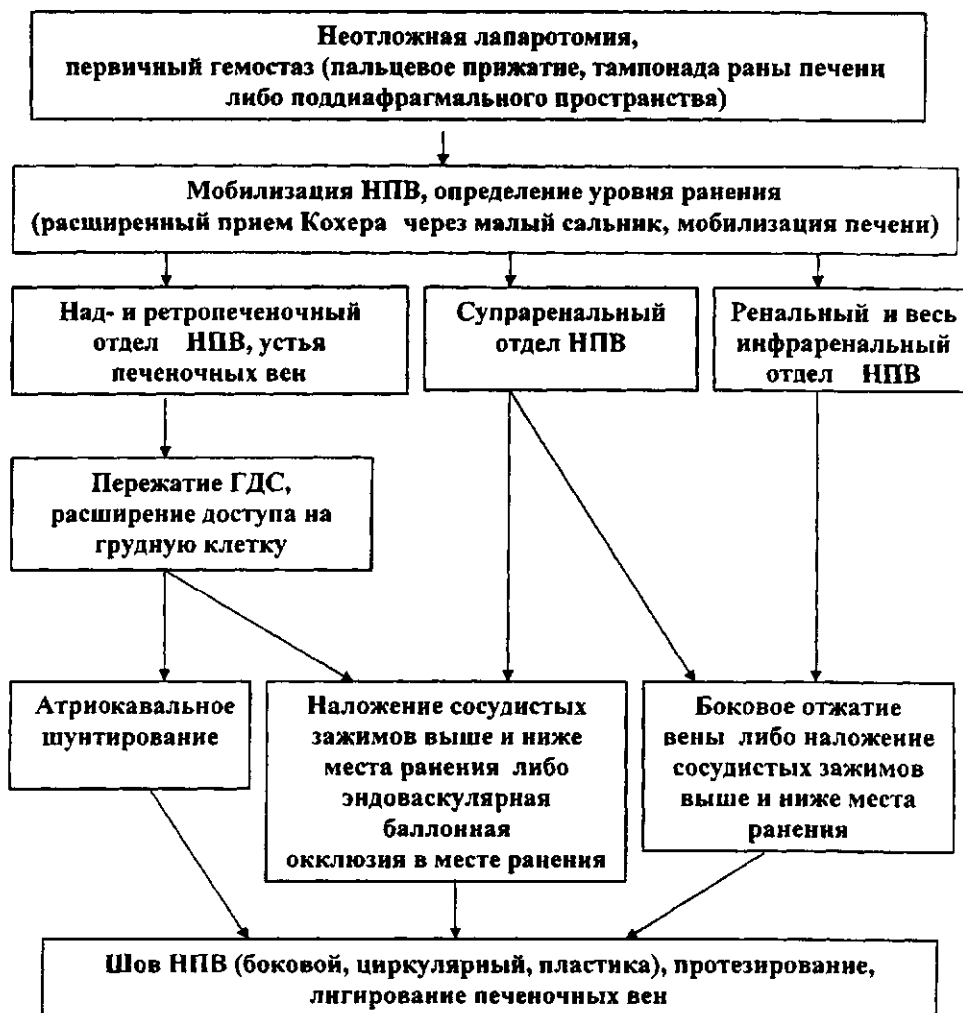 Неотложная лапаротомия,
первичный гемостаз (пальцевое прижатие, тампонада раны печени
либо поддиафрагмального пространства)
Мобилизация НПВ, определение уровня ранения
(расширенный прием Кохера через малый сальник, мобилизация печени)
Над- и ретропеченочный
отдел НПВ, устья
печеночных вен
Супраренальный
отдел НПВ
Ренальный и весь
инфраренальный
отдел НПВ
Пережатие ГДС,
расширение доступа на
грудную клетку
Атриокавальное
шунтирование
Наложение сосудистых
зажимов выше и ниже
места ранения либо
эндоваскулярная
баллонная
окклюзия в месте ранения
Боковое отжатие
вены либо наложение
сосудистых зажимов
выше и ниже места
ранения
Шов НПВ (боковой, циркулярный, пластика), протезирование,
лигирование печеночных вен